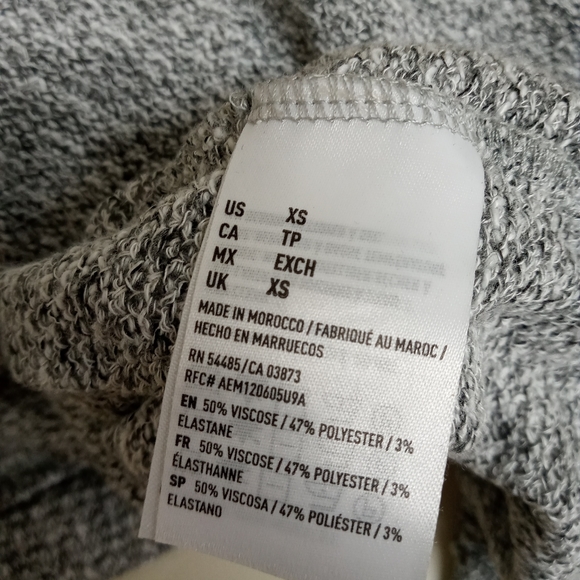 US XS
CA TP
MX EXCH
UK XS
MADE IN MOROCCO / FABRIQUÉ AU MAROC /
HECHO EN MARRUECOS
RN 54485/CA 03873
RFC# AEM120605U9A
EN 50% VISCOSE / 47% POLYESTER / 3%
ELASTANE
FR 50% VISCOSE / 47% POLYESTER / 3%
ÉLASTHANNE
SP 50% VISCOSA / 47% POLIÉSTER / 3%
ELASTANO